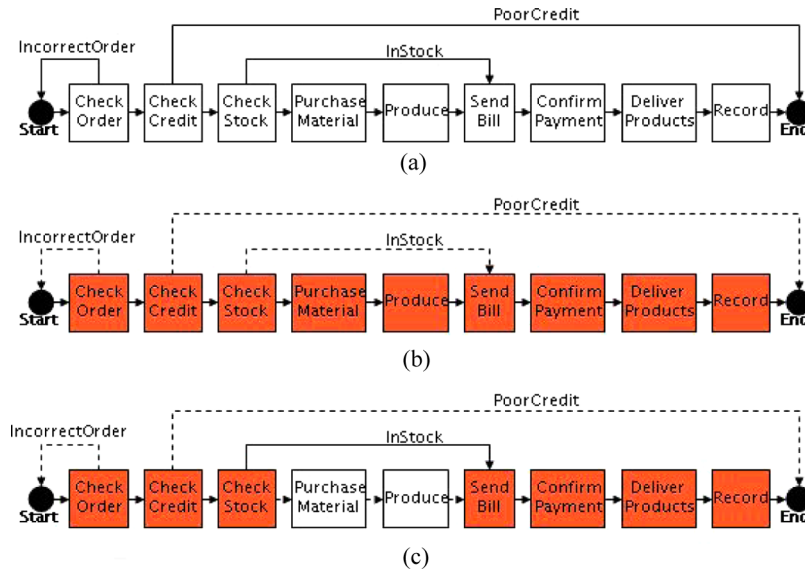 PoorCredit
IncorrectOrder
InStock
Check Order
Check Credit
Check Stock
Purchase Material
Produce
Send Bill
Confirm Payment
Deliver Products
Record
Start
End
(a)
PoorCredit
IncorrectOrder
InStock
Check Order
Check Credit
Check Stock
Purchase Material
Produce
Send Bill
Confirm Payment
Deliver Products
Record
Start
End
(b)
PoorCredit
IncorrectOrder
InStock
Check Order
Check Credit
Check Stock
Purchase Material
Produce
Send Bill
Confirm Payment
Deliver Products
Record
Start
End
(c)